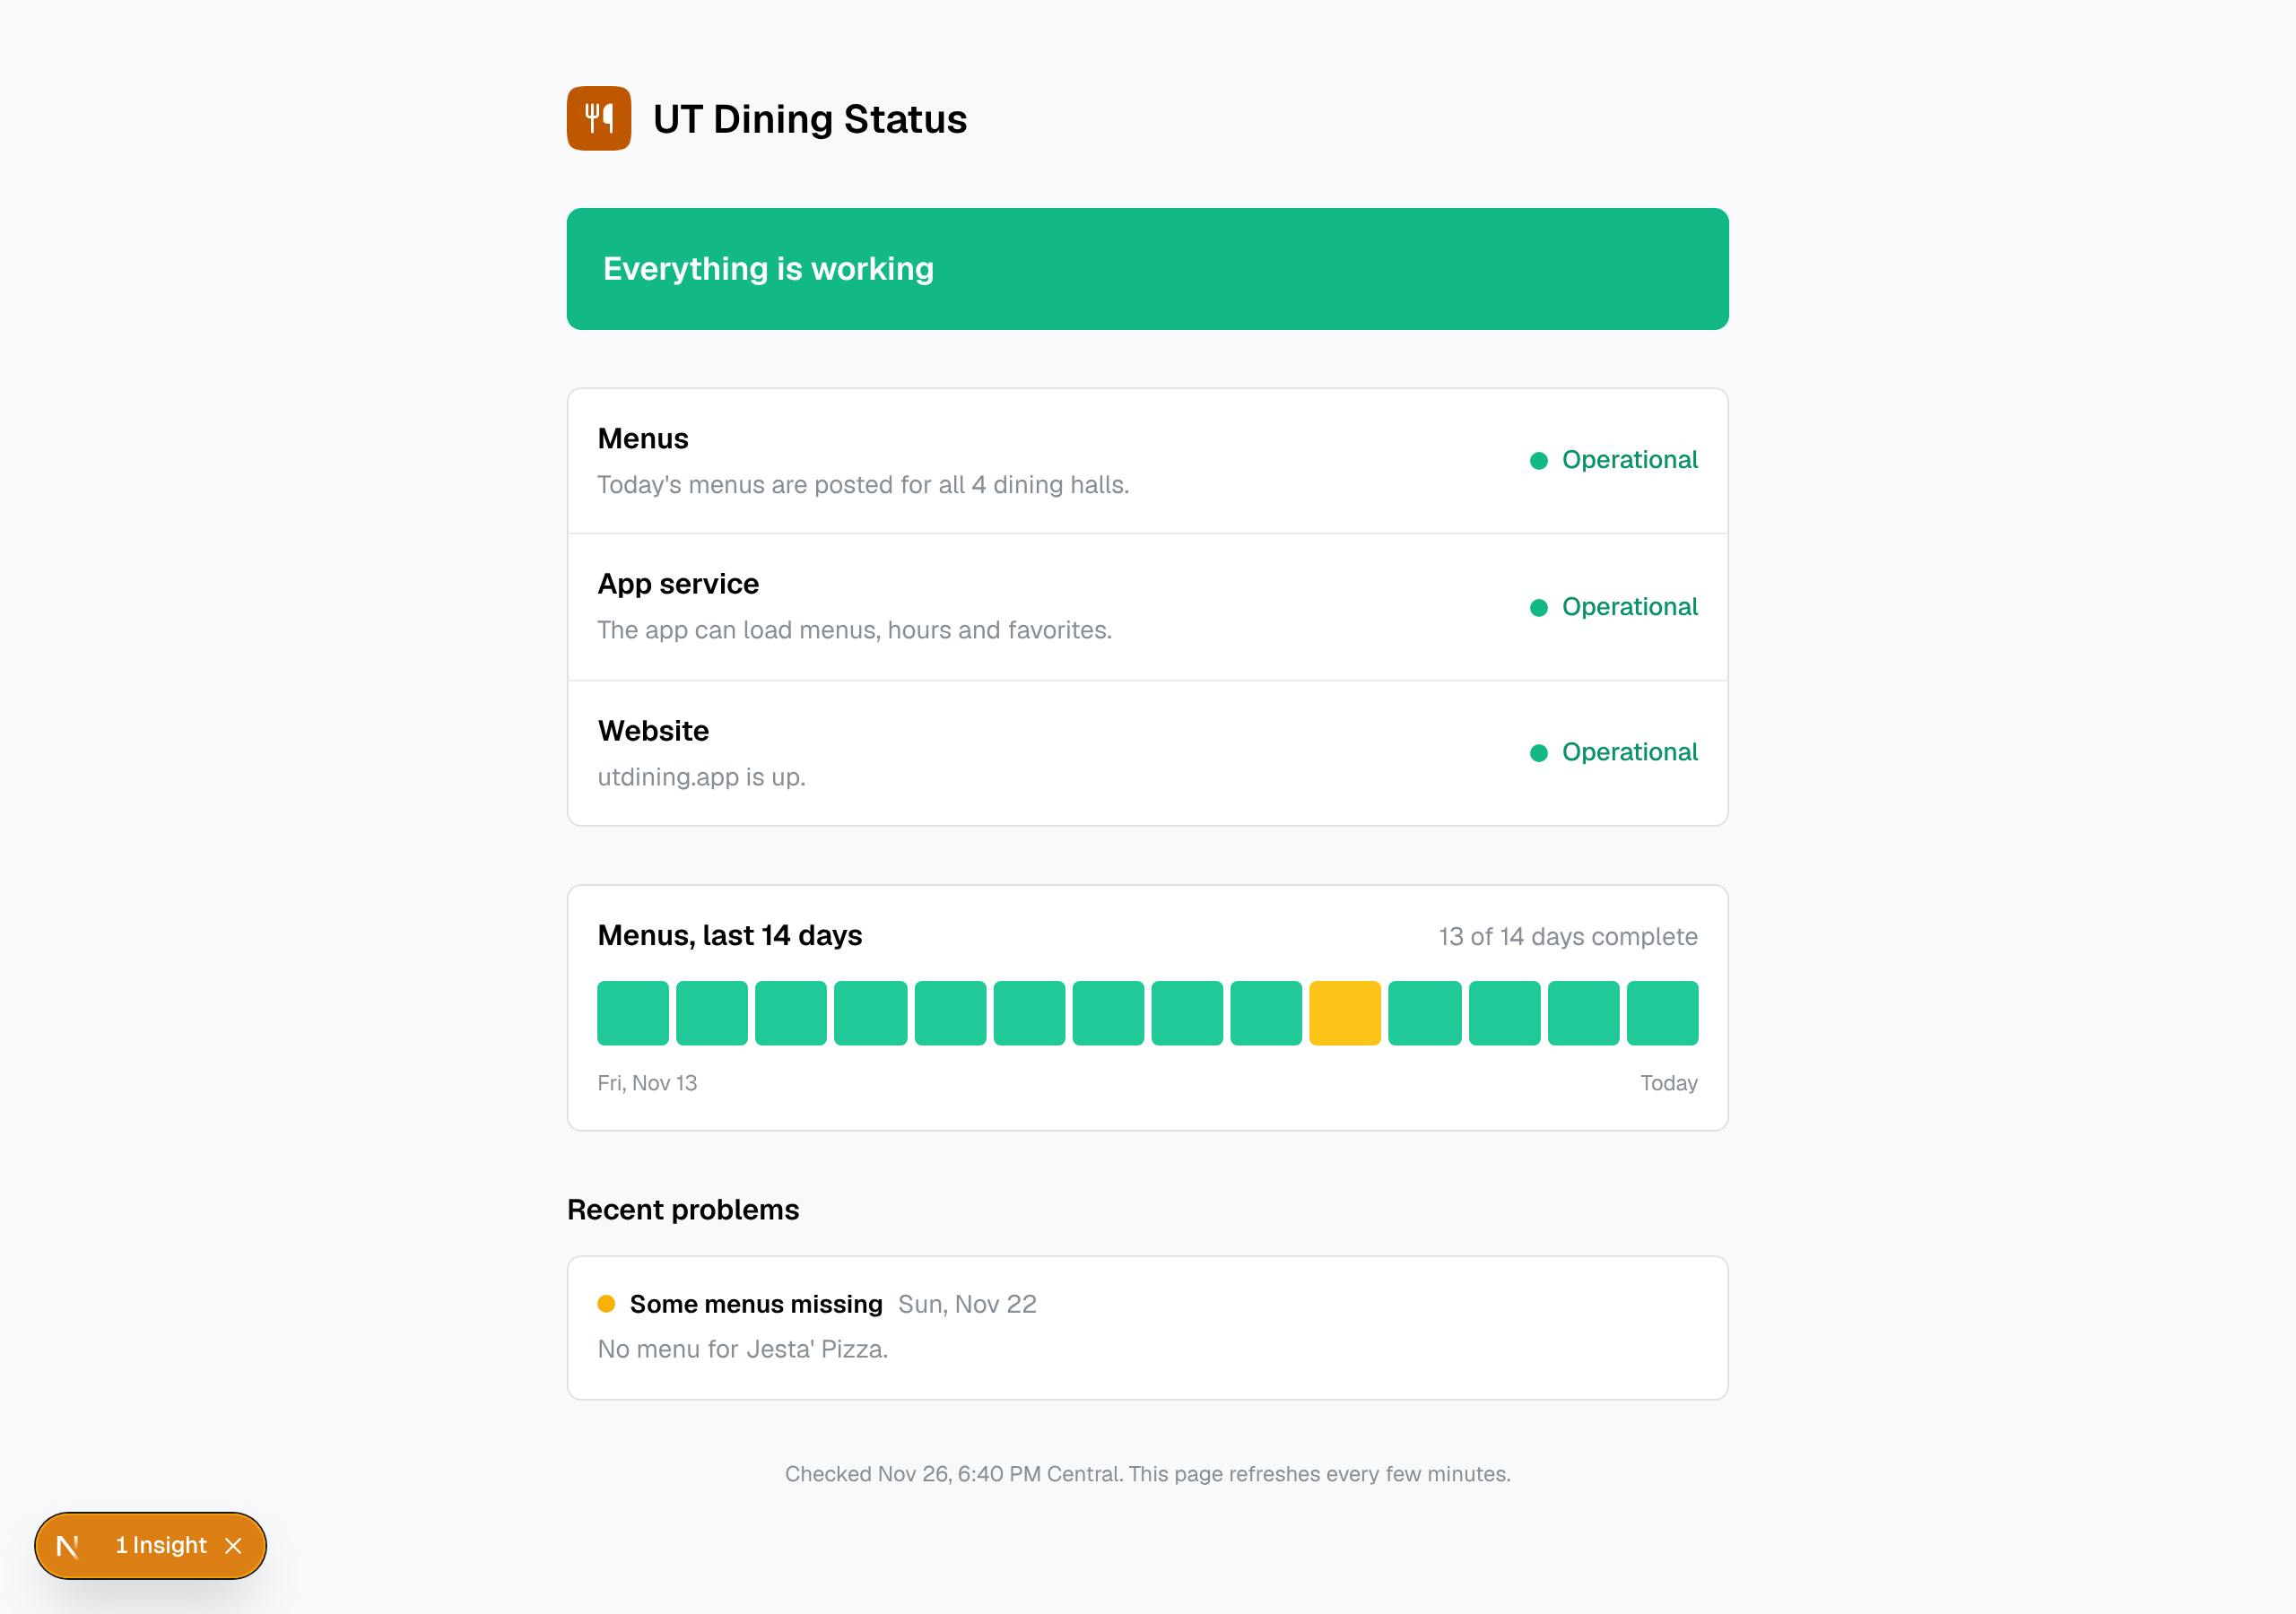 UT Dining Status
Everything is working
Menus
Today's menus are posted for all 4 dining halls.
Operational
App service
The app can load menus, hours and favorites.
Operational
Website
utdining.app is up.
Operational
Menus, last 14 days
13 of 14 days complete
Fri, Nov 13
Today
Recent problems
Some menus missing Sun, Nov 22
No menu for Jesta' Pizza.
Checked Nov 26, 6:40 PM Central. This page refreshes every few minutes.
N 1 Insight